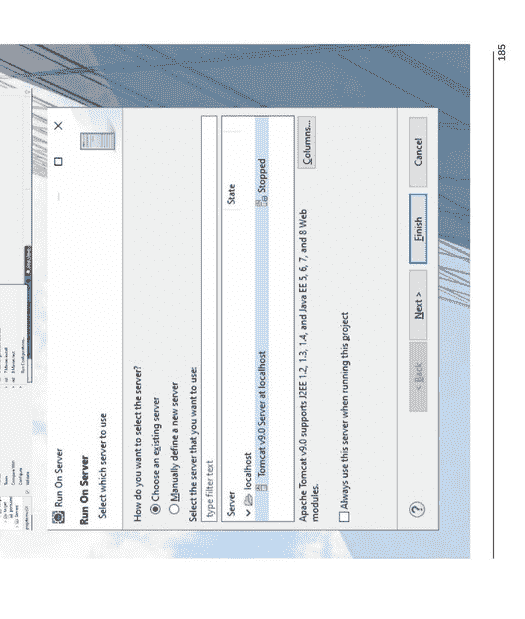 185
Run On Server
Run On Server
Select which server to use
How do you want to select the server?
Choose an existing server
Manually define a new server
Select the server that you want to use:
type filter text
Server State
localhost
Tomcat v9.0 Server at localhost Stopped
Columns...
Apache Tomcat v9.0 supports J2EE 1.2, 1.3, 1.4, and Java EE 5, 6, 7, and 8 Web
modules.
Always use this server when running this project
? < Back Next > Finish Cancel